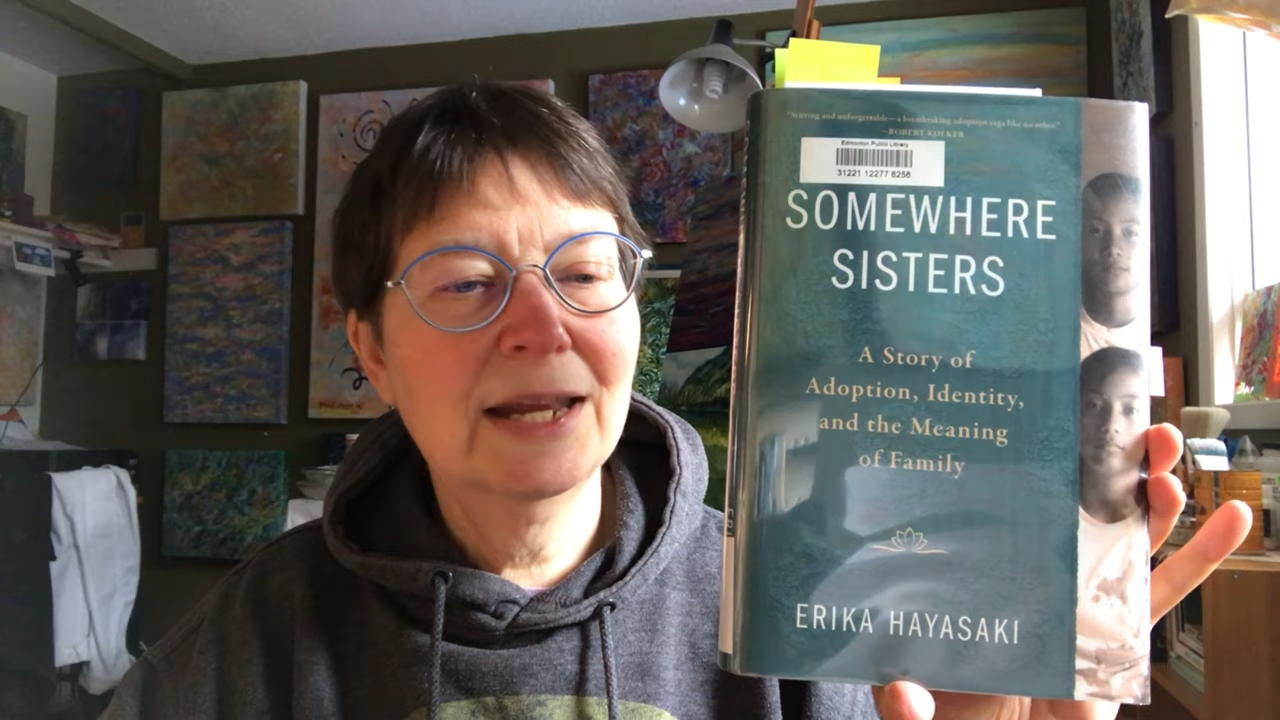 "Stirring and unforgettable—a breathtaking adoption saga like no other."
—ROBERT KOLKER
Edmonton Public Library
31221 12277 8256
SOMEWHERE
SISTERS
A Story of
Adoption, Identity,
and the Meaning
of Family
ERIKA HAYASAKI